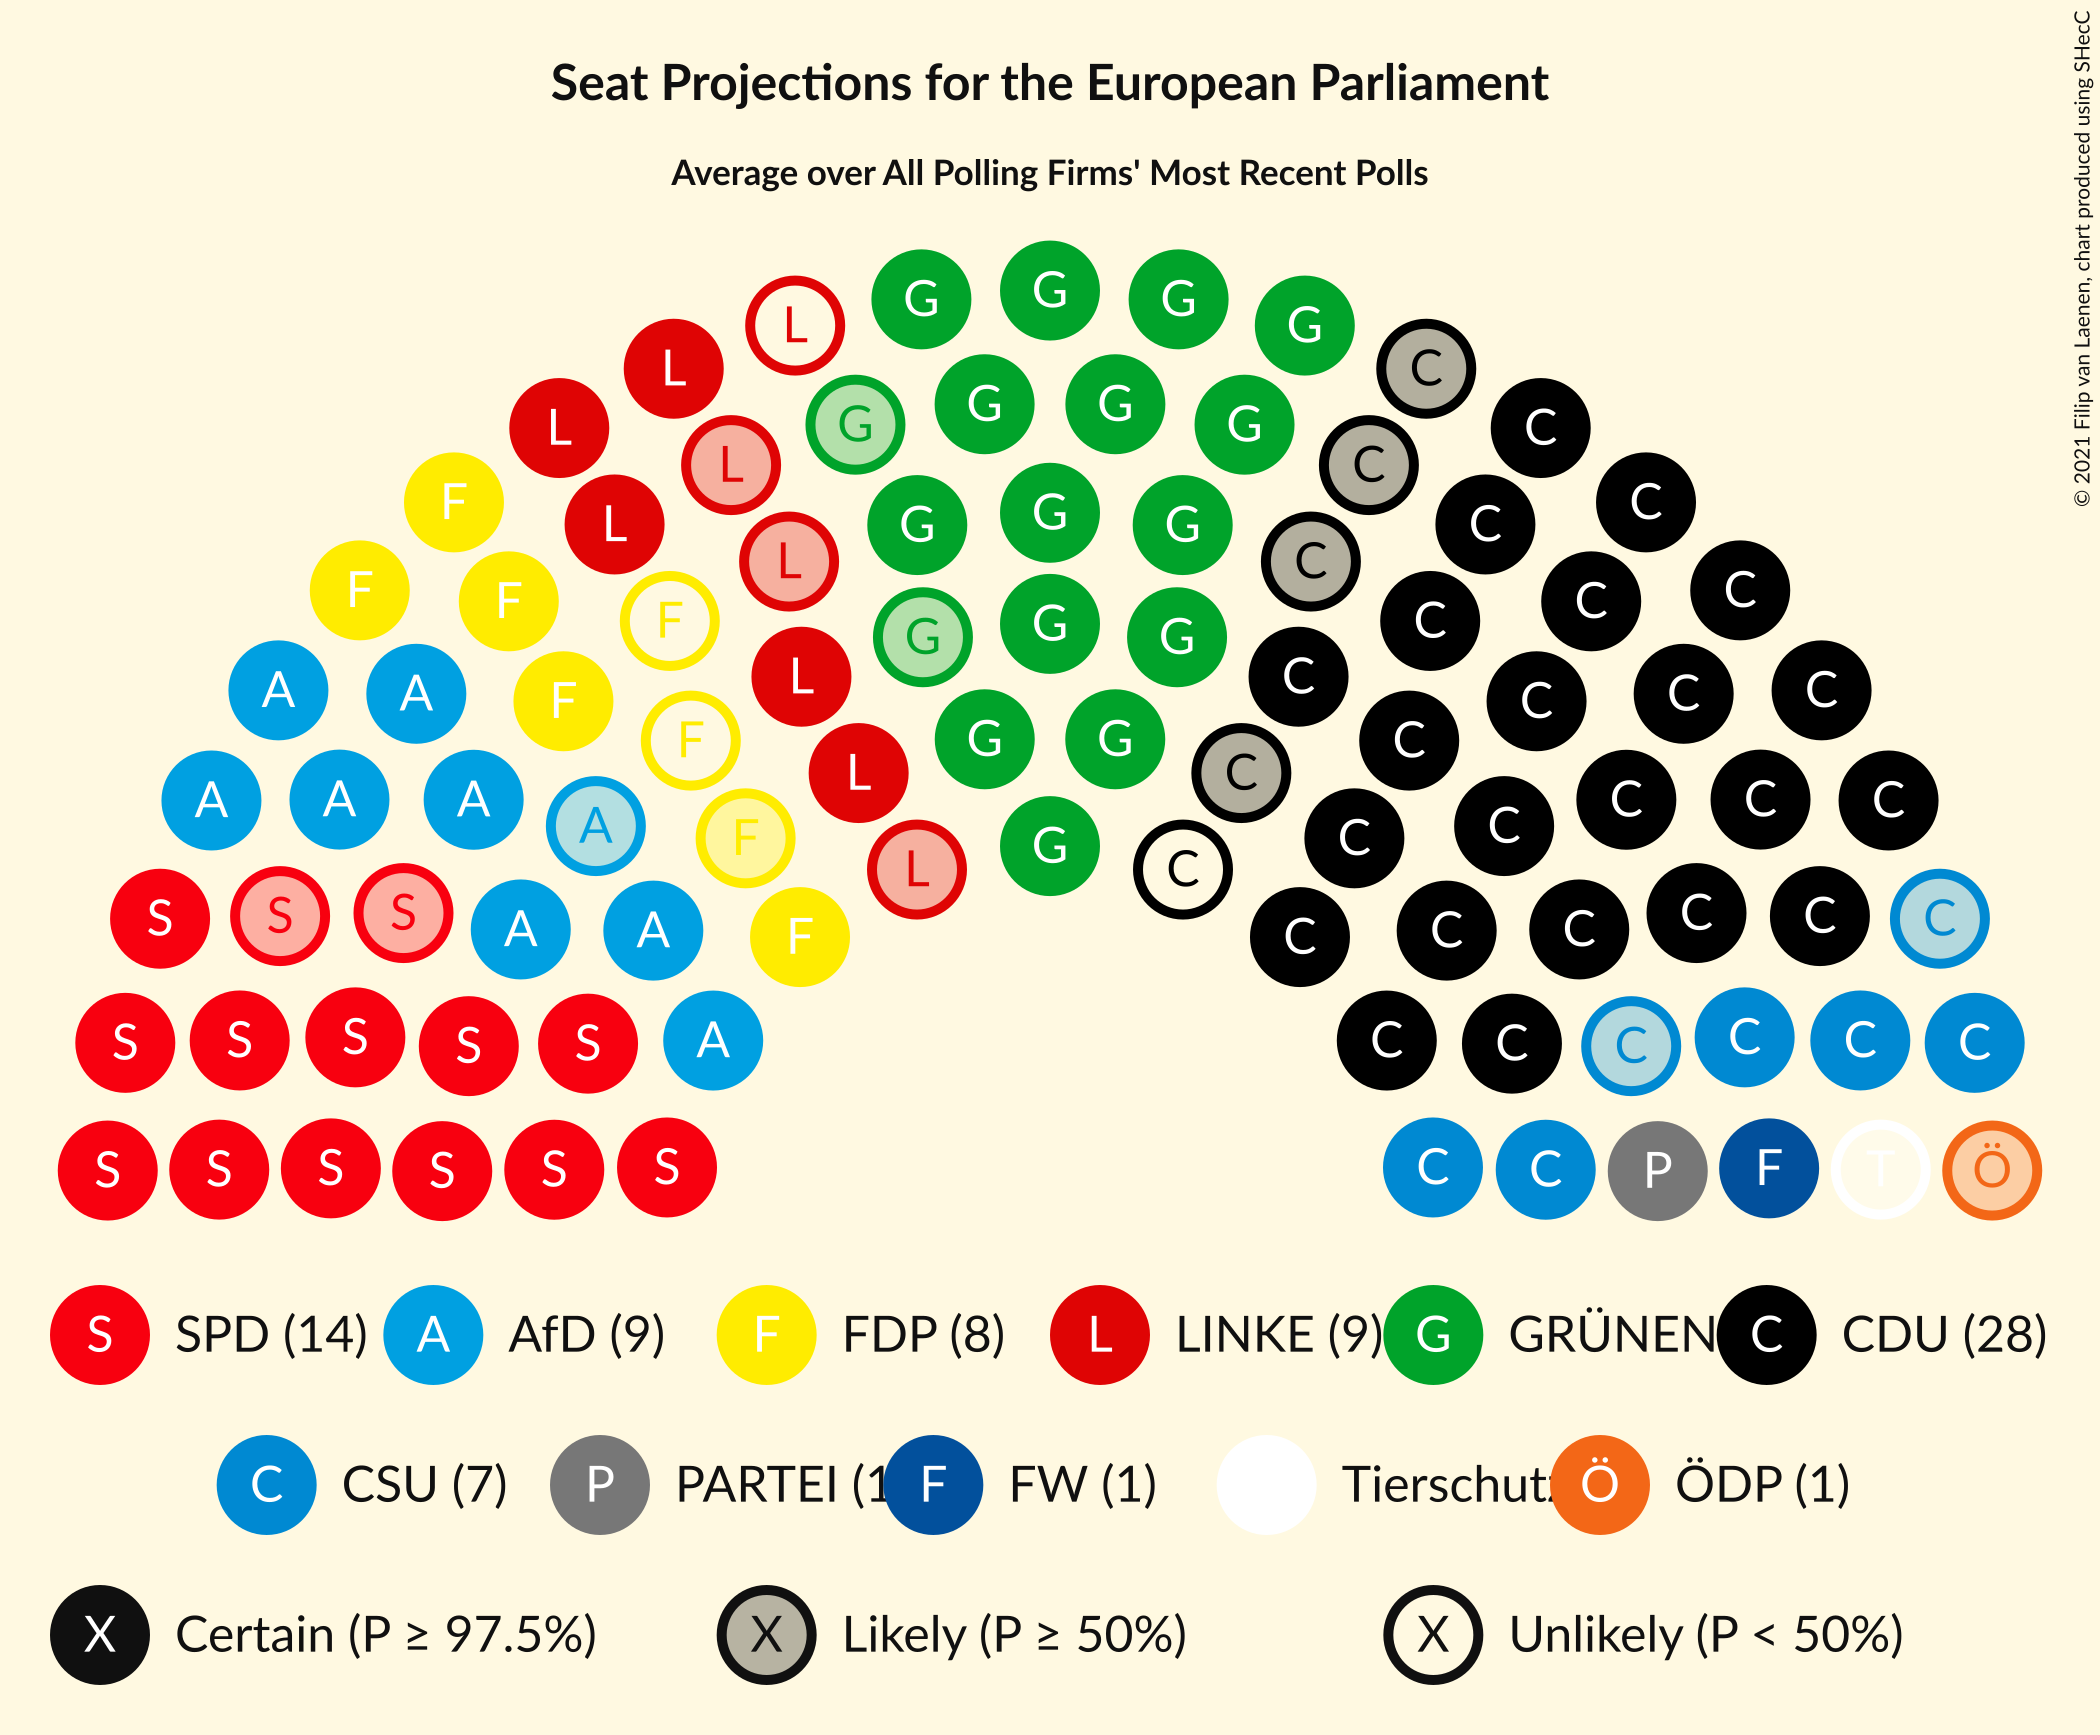 Seat Projections for the European Parliament
Average over All Polling Firms' Most Recent Polls
© 2021 Filip van Laenen, chart produced using SHecC
L G G G G C
L G G G G C
L L C C
F L G G G C C
F F F L G G G C C C C
A A F F L G G C C C C C
A A A A F L G C C C C C C C
S S S A A F C C C C C C
S S S S S A C C C C C C
S S S S S S C C P F T Ö
S SPD (14) A AfD (9) F FDP (8) L LINKE (9) G GRÜNEN C CDU (28)
C CSU (7) P PARTEI (1 F FW (1) Tierschutz Ö ÖDP (1)
X Certain (P ≥ 97.5%) X Likely (P ≥ 50%) X Unlikely (P < 50%)